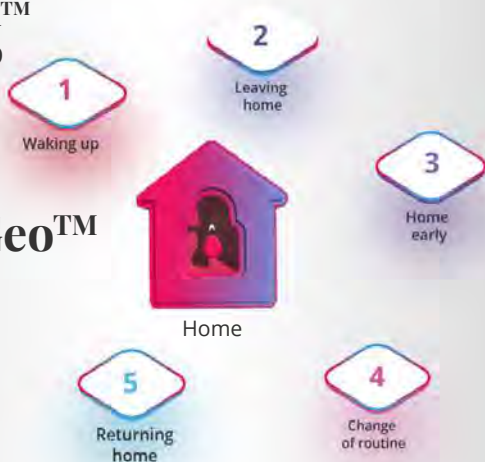 TM
1
Waking up
2
Leaving
home
3
Home
early
eo™
Home
4
Change
of routine
5
Returning
home